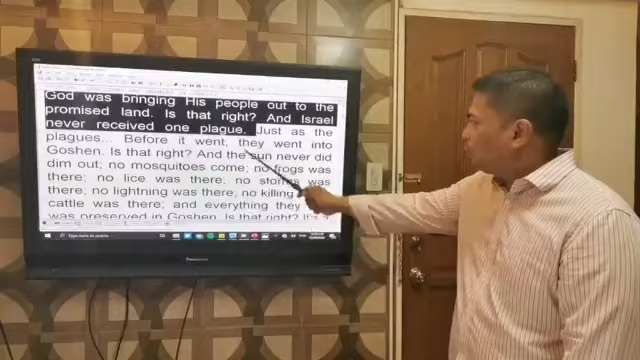 God was bringing His people out to the
promised land. Is that right? And Israel
never received one plague. Just as the
plagues... Before it went, they went into
Goshen. Is that right? And the sun never did
dim out; no mosquitoes come; no frogs was
there; no lice was there; no storms was
there; no lightning was there; no killing
cattle was there; and everything they
was preserved in Goshen. Is that right? It's a
Panasonic